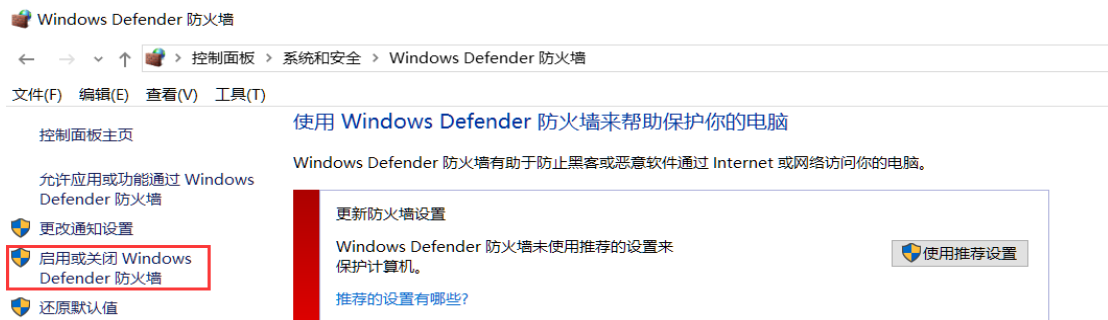 Windows Defender 防火墙
控制面板 > 系统和安全 > Windows Defender 防火墙
文件(F) 编辑(E) 查看(V) 工具(T)
控制面板主页
允许应用或功能通过 Windows
Defender 防火墙
更改通知设置
启用或关闭 Windows
Defender 防火墙
还原默认值
使用 Windows Defender 防火墙来帮助保护你的电脑
Windows Defender 防火墙有助于防止黑客或恶意软件通过 Internet 或网络访问你的电脑。
更新防火墙设置
Windows Defender 防火墙未使用推荐的设置来
保护计算机。
使用推荐设置
推荐的设置有哪些?